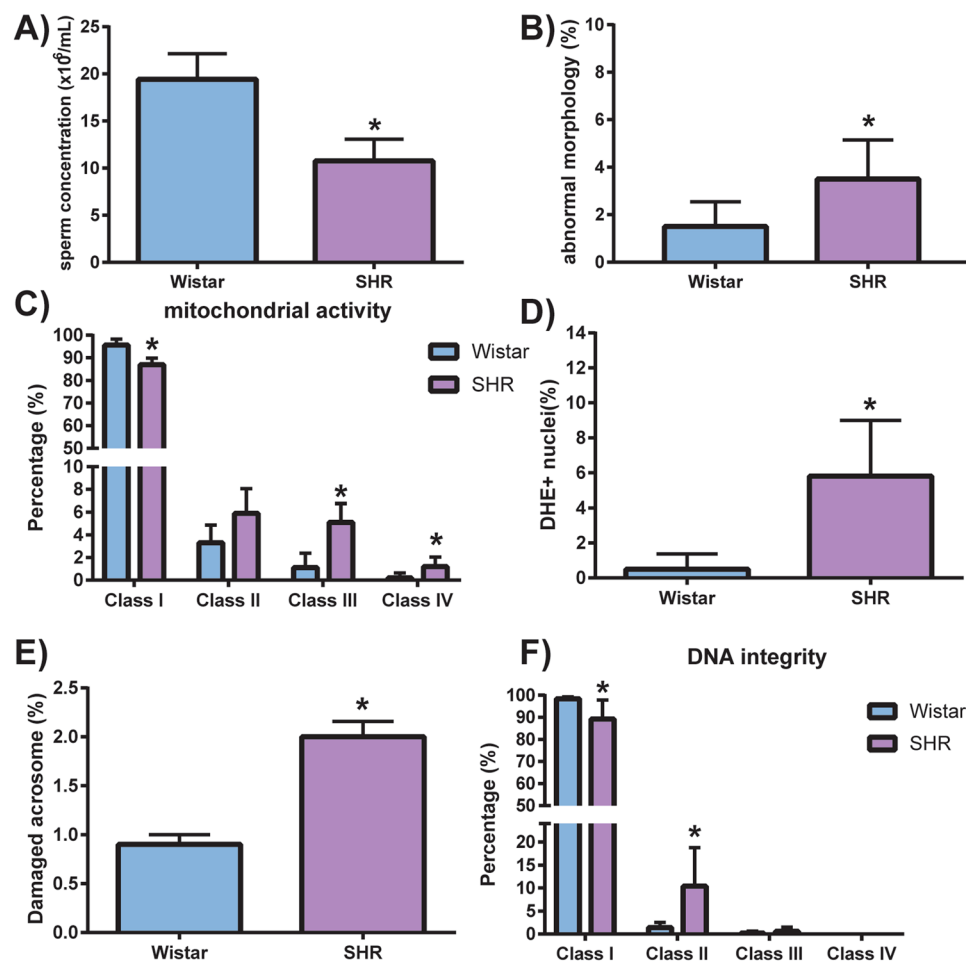 A)
sperm concentration (x10⁶/mL)
25
20
15
10
5
0
*
Wistar
SHR
B)
abnormal morphology (%)
10
8
6
4
2
0
*
Wistar
SHR
C)
mitochondrial activity
Percentage (%)
100
90
80
70
60
50
10
8
6
4
2
0
*
*
*
Wistar
SHR
Class I
Class II
Class III
Class IV
D)
DHE+ nuclei(%)
14
12
10
8
6
4
2
0
*
Wistar
SHR
E)
Damaged acrosome (%)
2.5
2.0
1.5
1.0
0.5
0.0
*
Wistar
SHR
F)
DNA integrity
Percentage (%)
100
90
80
70
60
50
20
15
10
5
0
*
*
Wistar
SHR
Class I
Class II
Class III
Class IV